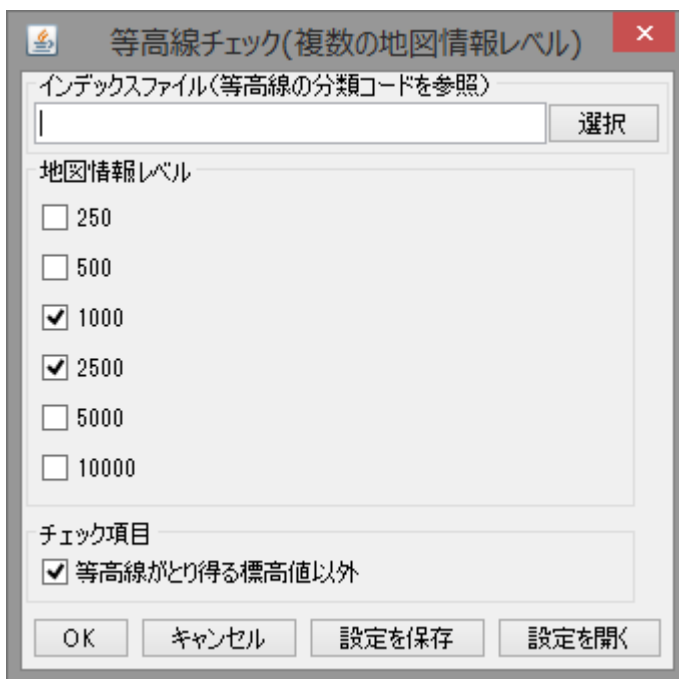 等高線チェック(複数の地図情報レベル)
インデックスファイル(等高線の分類コードを参照)
選択
地図情報レベル
250
500
1000
2500
5000
10000
チェック項目
等高線がとり得る標高値以外
OK キャンセル 設定を保存 設定を開く